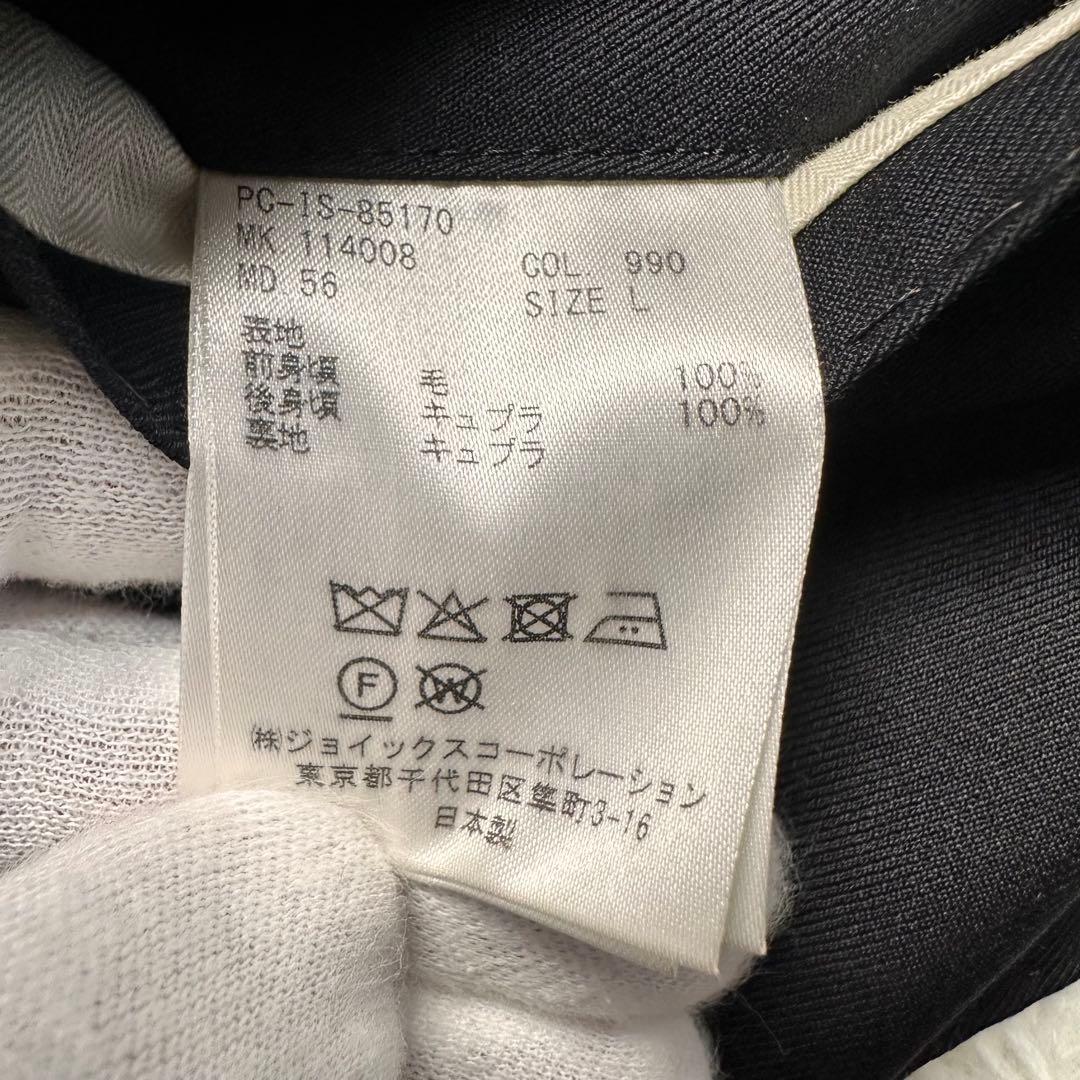 PC-IS-85170
MK 114008
MD 56
COL. 990
SIZE L
表地
前身頃 毛 100%
後身頃 キュプラ 100%
裏地 キュプラ
F
W
(株)ジョイックスコーポレーション
東京都千代田区隼町3-16
日本製